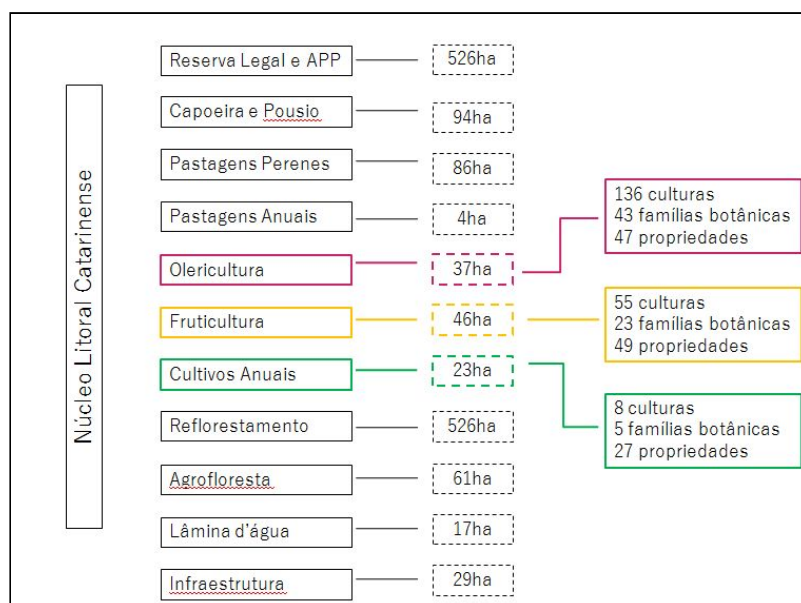 Núcleo Litoral Catarinense
Reserva Legal e APP
526ha
Capoeira e Pousio
94ha
Pastagens Perenes
86ha
Pastagens Anuais
4ha
Olericultura
37ha
136 culturas
43 famílias botânicas
47 propriedades
Fruticultura
46ha
55 culturas
23 famílias botânicas
49 propriedades
Cultivos Anuais
23ha
8 culturas
5 famílias botânicas
27 propriedades
Reflorestamento
526ha
Agrofloresta
61ha
Lâmina d'água
17ha
Infraestrutura
29ha